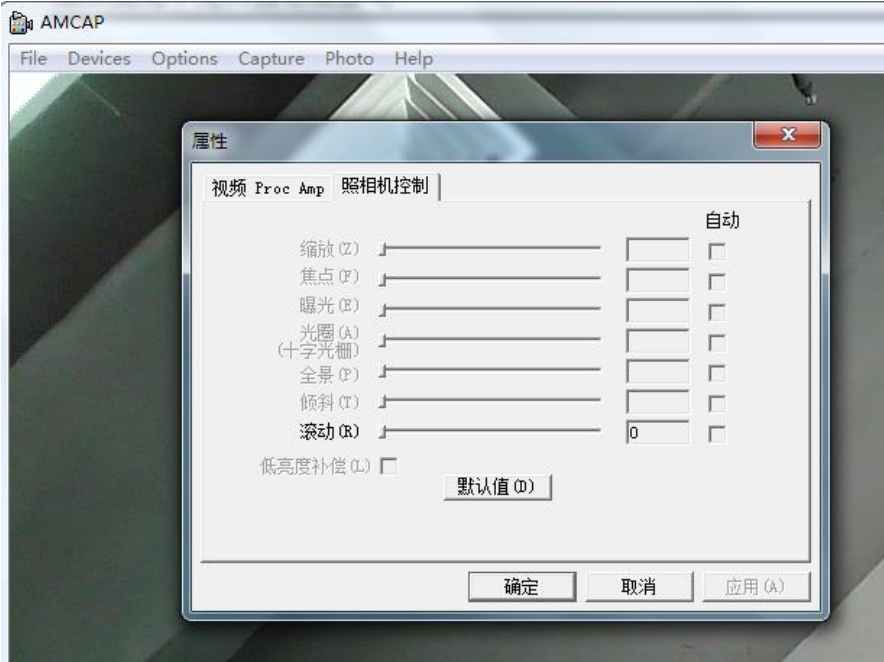 AMCAP
File Devices Options Capture Photo Help
属性
视频 Proc Amp 照相机控制
自动
缩放(Z)
焦点(F)
曝光(E)
光圈(A)
(十字光栅)
全景(P)
倾斜(T)
滚动(R) 0
低亮度补偿(L)
默认值(D)
确定 取消 应用(A)